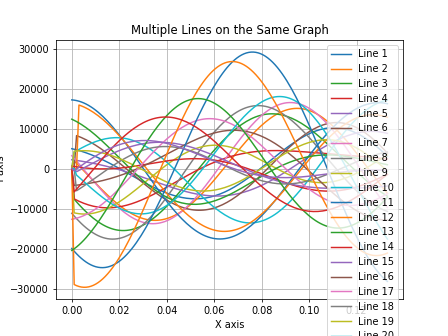 Multiple Lines on the Same Graph
30000
20000
10000
0
−10000
−20000
−30000
0.00
0.02
0.04
0.06
0.08
0.10
X axis
Line 1
Line 2
Line 3
Line 4
Line 5
Line 6
Line 7
Line 8
Line 9
Line 10
Line 11
Line 12
Line 13
Line 14
Line 15
Line 16
Line 17
Line 18
Line 19
Line 20